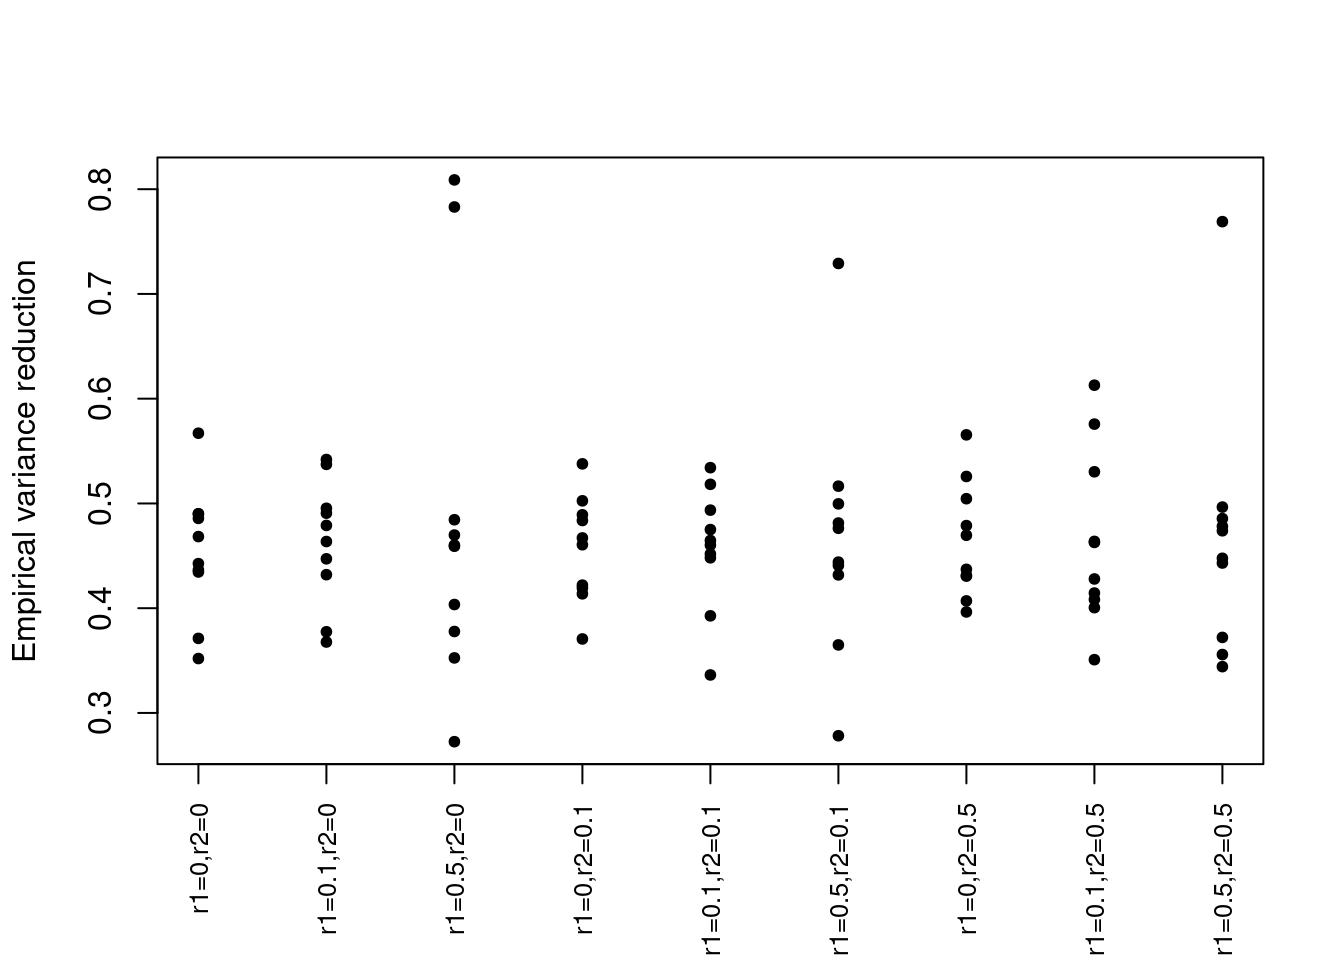 Empirical variance reduction
0.8
0.7
0.6
0.5
0.4
0.3
r1=0,r2=0
r1=0.1,r2=0
r1=0.5,r2=0
r1=0,r2=0.1
r1=0.1,r2=0.1
r1=0.5,r2=0.1
r1=0,r2=0.5
r1=0.1,r2=0.5
r1=0.5,r2=0.5